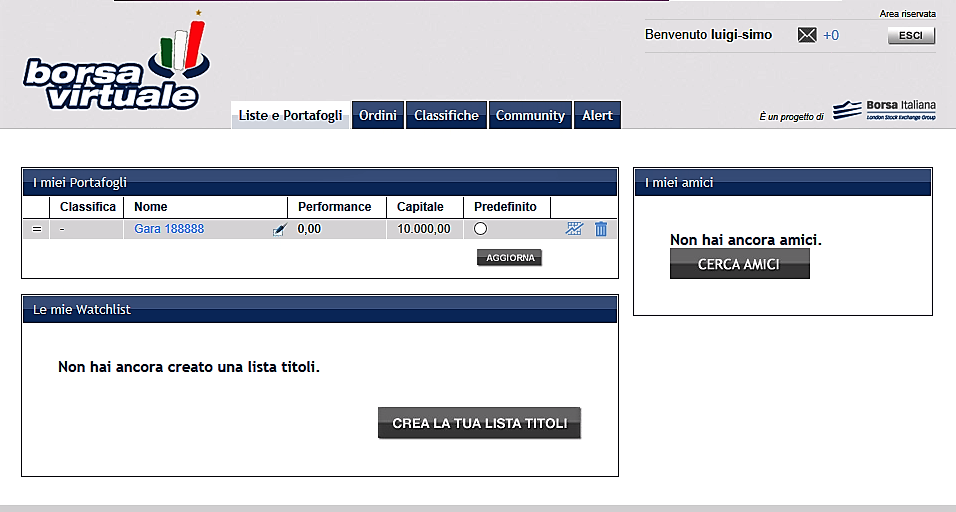 Area riservata
Benvenuto luigi-simo +0 ESCI
borsa
virtuale
Liste e Portafogli Ordini Classifiche Community Alert
È un progetto di Borsa Italiana
London Stock Exchange Group
I miei Portafogli
Classifica Nome Performance Capitale Predefinito
= - Gara 188888 0,00 10.000,00
AGGIORNA
I miei amici
Non hai ancora amici.
CERCA AMICI
Le mie Watchlist
Non hai ancora creato una lista titoli.
CREA LA TUA LISTA TITOLI